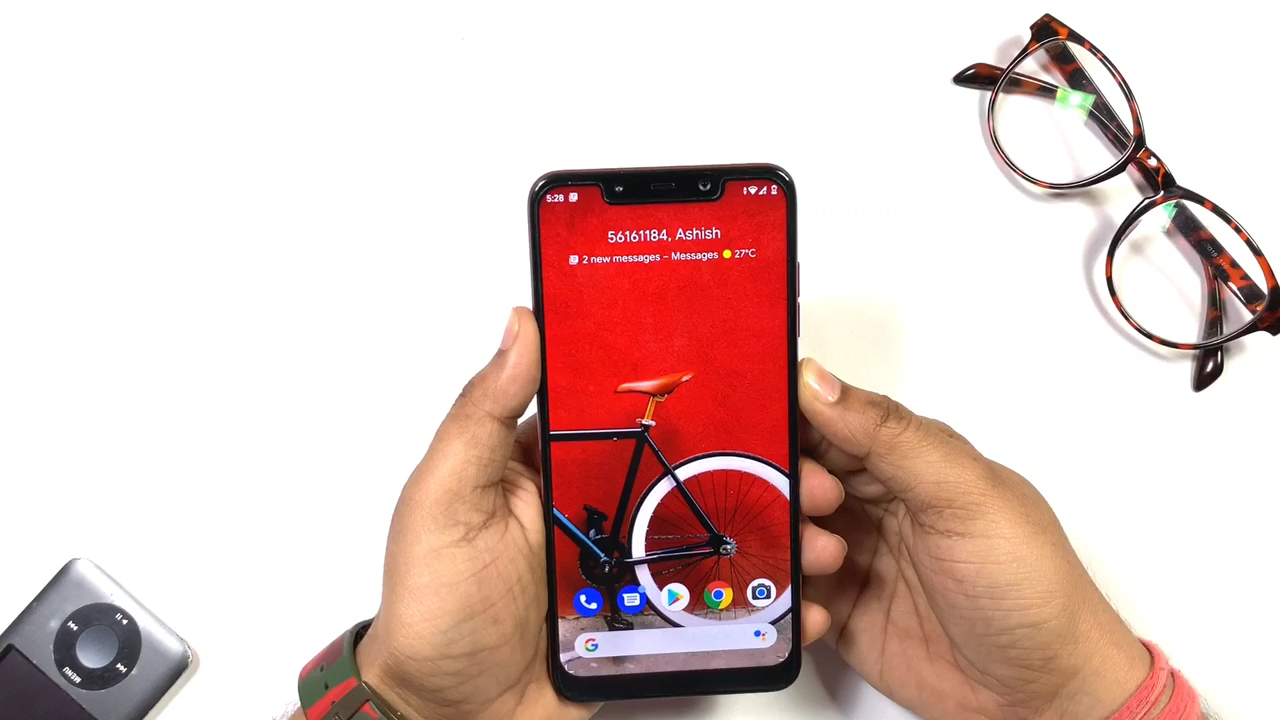 5:28
56161184, Ashish
2 new messages – Messages 27°C
G
MENU